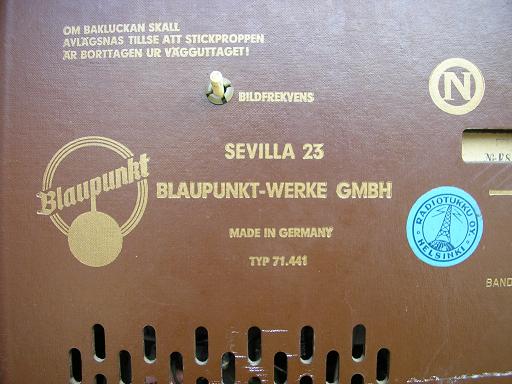 OM BAKLUCKAN SKALL
AVLÄGSNAS TILLSE ATT STICKPROPPEN
ÄR BORTTAGEN UR VÄGGUTTAGET!
BILDFREKVENS
N
SEVILLA 23
Blaupunkt
BLAUPUNKT-WERKE GMBH
RADIOTUKKU OY
HELSINKI
MADE IN GERMANY
TYP 71.441
BAND